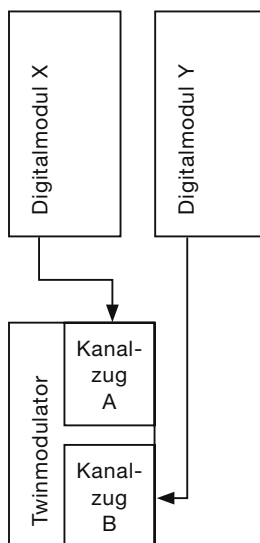 Digitalmodul X
Digitalmodul Y
Twinmodulator
Kanal-
zug
A
Kanal-
zug
B